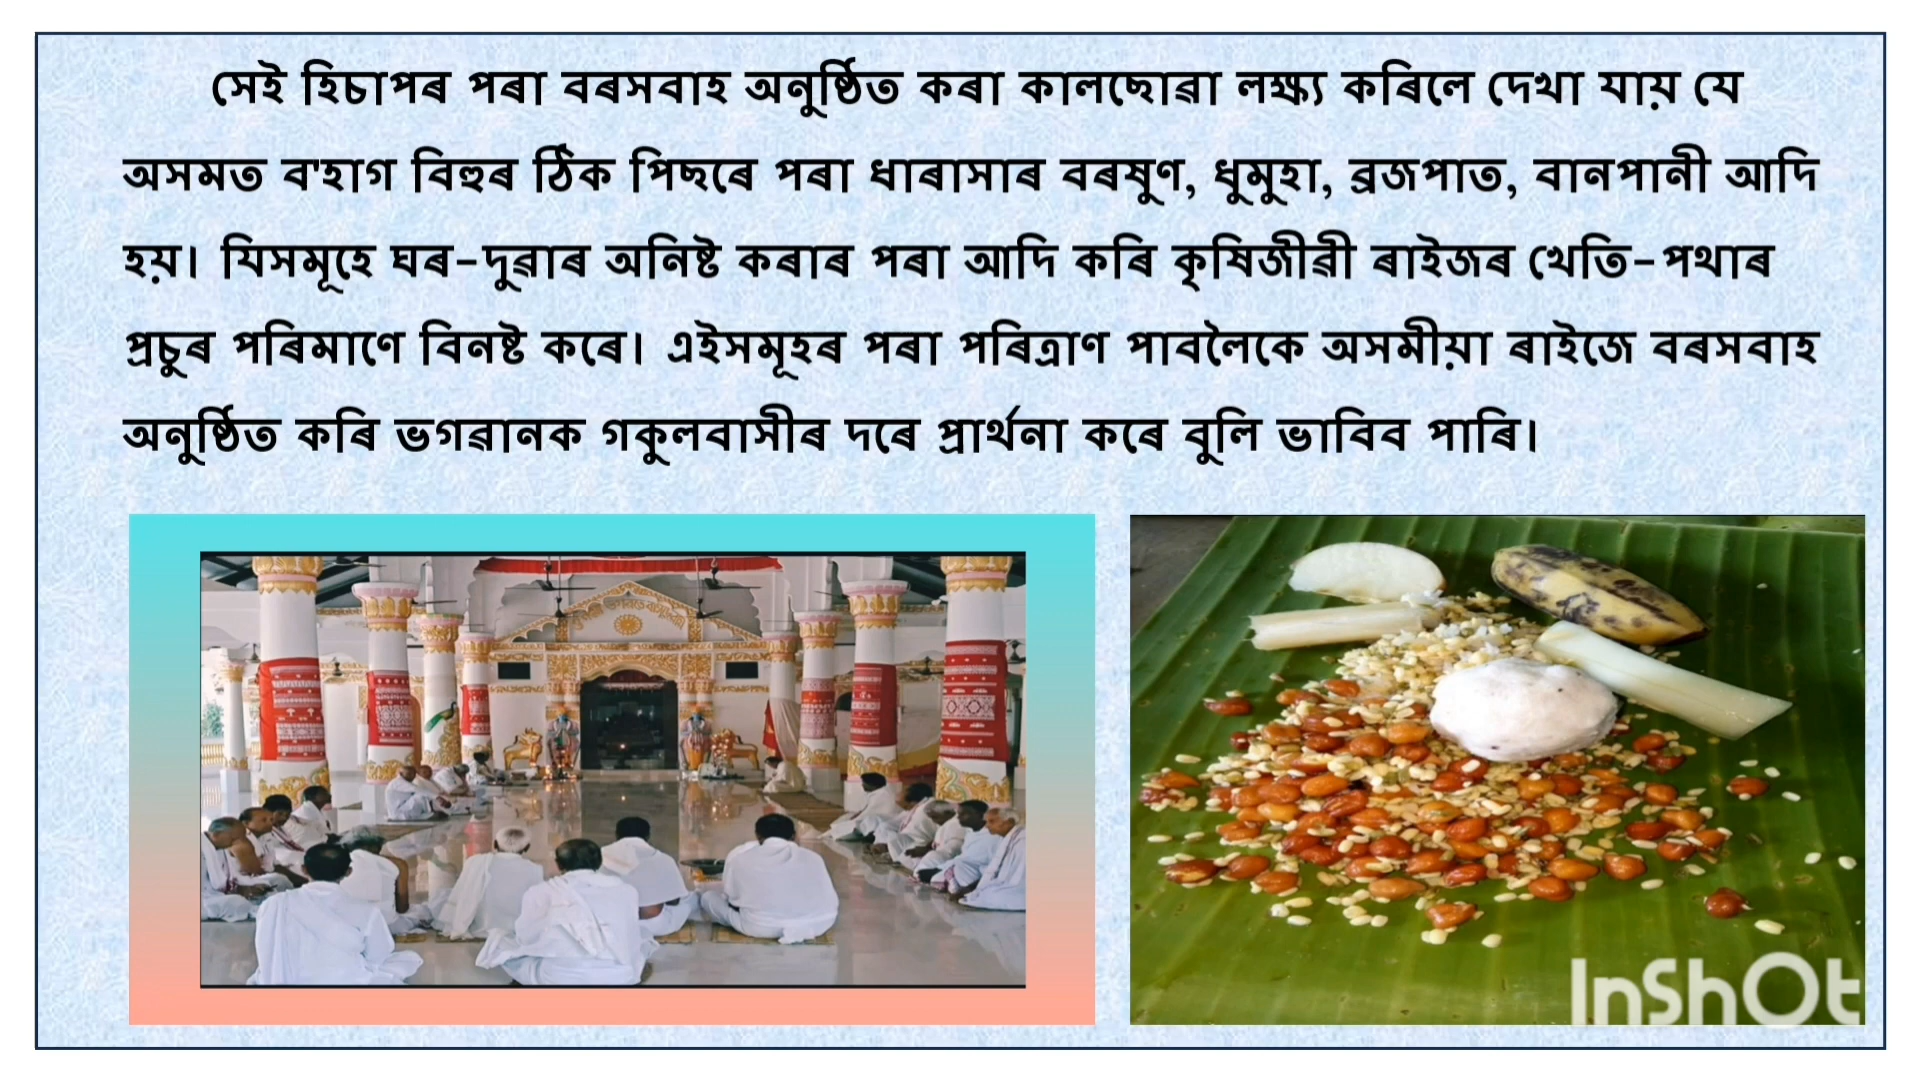 সেই হিচাপৰ পৰা বৰসবাহ অনুষ্ঠিত কৰা কালছোৱা লক্ষ্য কৰিলে দেখা যায় যে
অসমত ব'হাগ বিহুৰ ঠিক পিছৰে পৰা ধাৰাসাৰ বৰষুণ, ধুমুহা, ব্ৰজপাত, বানপানী আদি
হয়। যিসমূহে ঘৰ-দুৱাৰ অনিষ্ট কৰাৰ পৰা আদি কৰি কৃষিজীৱী ৰাইজৰ খেতি-পথাৰ
প্ৰচুৰ পৰিমাণে বিনষ্ট কৰে। এইসমূহৰ পৰা পৰিত্ৰাণ পাবলৈকে অসমীয়া ৰাইজে বৰসবাহ
অনুষ্ঠিত কৰি ভগৱানক গকুলবাসীৰ দৰে প্ৰাৰ্থনা কৰে বুলি ভাবিব পাৰি।
InShOt